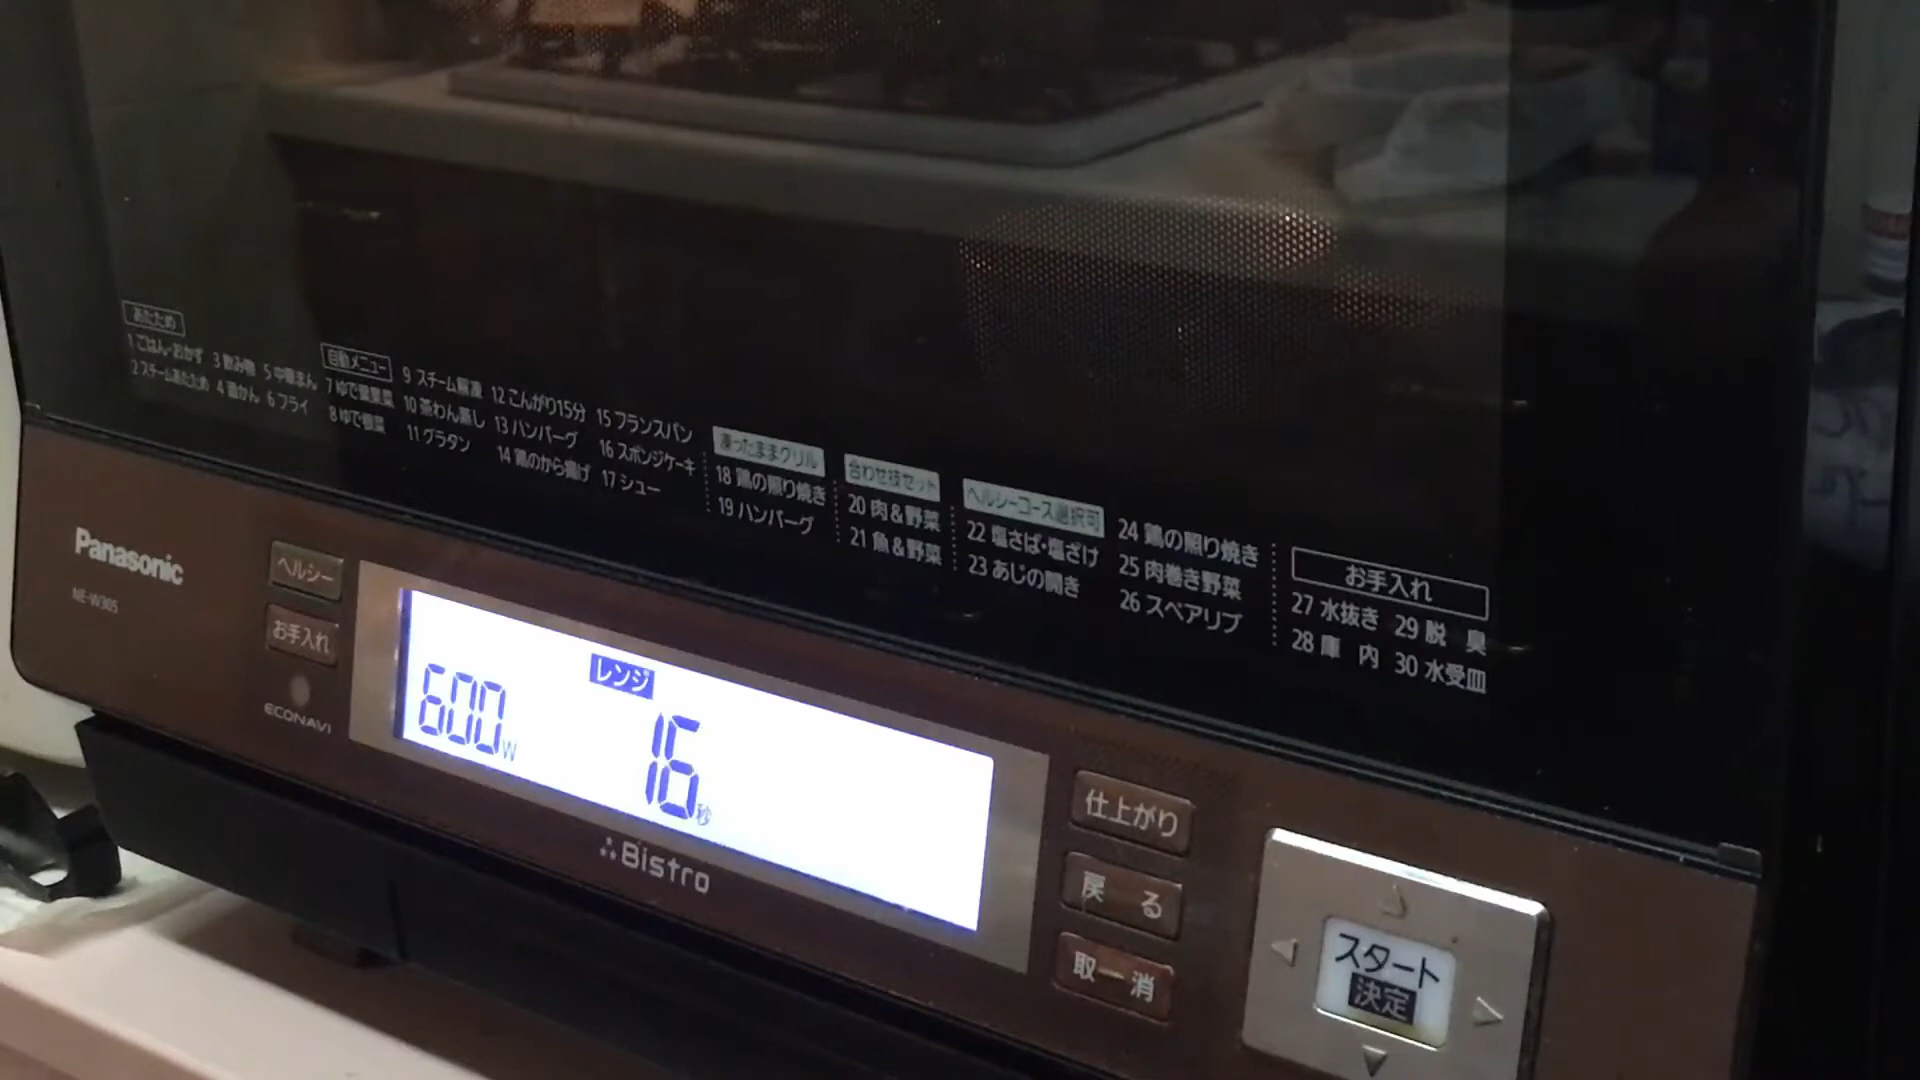 あたため
1 ごはん・おかず 3 飲み物 5 中華まん
2 スチームあたため 4 酒かん 6 フライ
自動メニュー 9 スチーム解凍 12 こんがり15分 15 フランスパン
7 ゆで葉果菜 10 茶わん蒸し 13 ハンバーグ 16 スポンジケーキ
8 ゆで根菜 11 グラタン 14 鶏のから揚げ 17 シュー
凍ったままグリル
18 鶏の照り焼き
19 ハンバーグ
合わせ技セット
20 肉&野菜
21 魚&野菜
ヘルシーコース選択可
22 塩さば・塩ざけ
23 あじの開き
24 鶏の照り焼き
25 肉巻き野菜
26 スペアリブ
お手入れ
27 水抜き 29 脱 臭
28 庫 内 30 水受皿
Panasonic
NE-W305
ヘルシー
お手入れ
ECONAVI
レンジ
600W 16秒
Bistro
仕上がり
戻 る
取ー消
スタート
決定